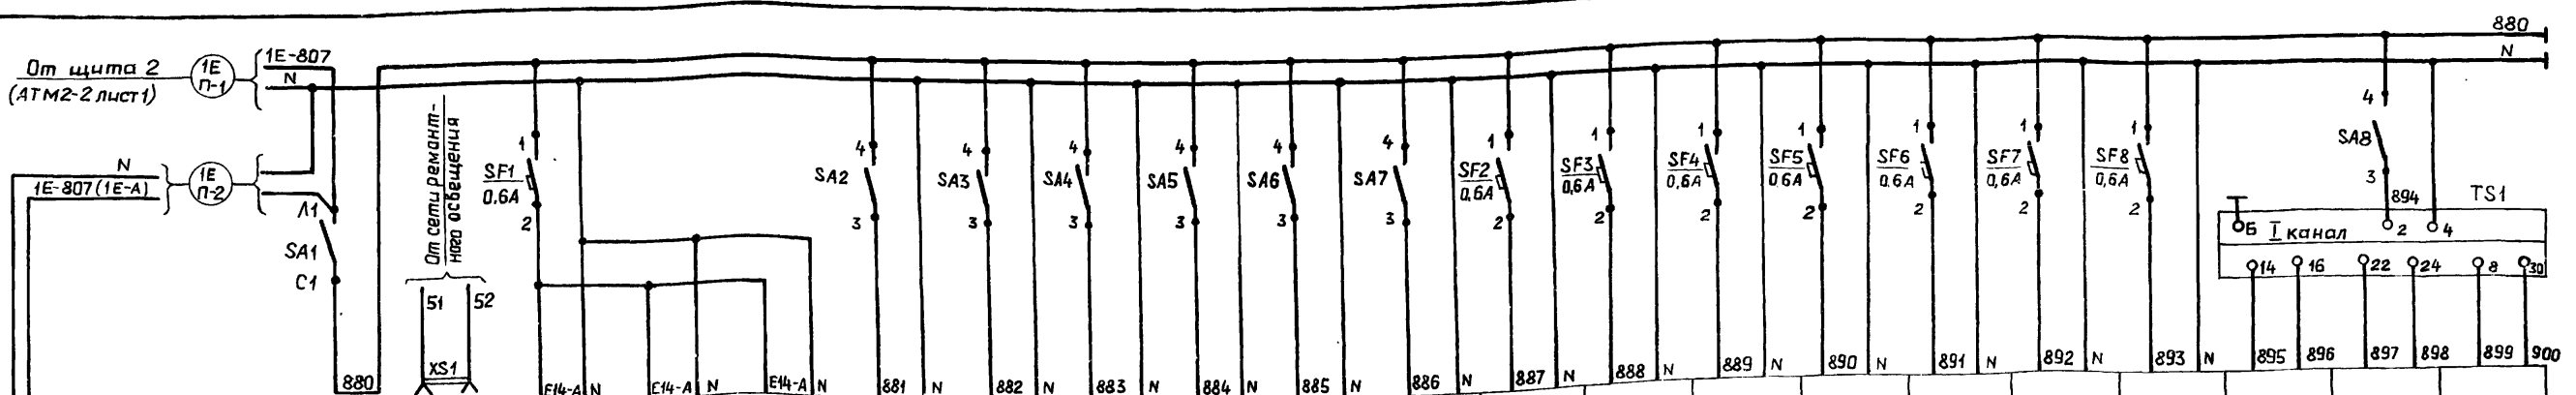 От щита 2
(АТМ2-2 лист1)
1Е
П-1
1Е-807
N
N
1Е-807(1Е-А)
1Е
П-2
Л1
SA1
С1
880
От сети ремонт-
ного освещения
51
52
XS1
1
SF1
0.6А
2
Е14-А
N
Е14-А
N
Е14-А
N
4
SA2
3
881
N
4
SA3
3
882
N
4
SA4
3
883
N
4
SA5
3
884
N
4
SA6
3
885
N
4
SA7
3
886
N
1
SF2
0.6А
2
887
N
1
SF3
0,6А
2
888
N
1
SF4
0,6А
2
889
N
1
SF5
0.6А
2
890
N
1
SF6
0.6А
2
891
N
1
SF7
0,6А
2
892
N
1
SF8
0,6А
2
893
N
880
N
4
SA8
3
894
TS1
Б
I канал
2
4
14
16
22
24
8
30
895
896
897
898
899
900